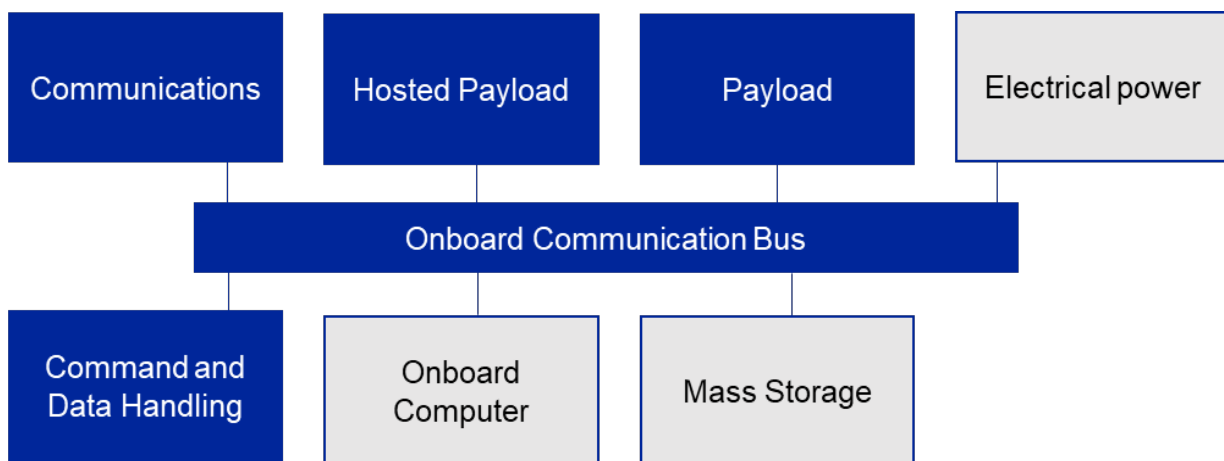 Communications
Hosted Payload
Payload
Electrical power
Onboard Communication Bus
Command and
Data Handling
Onboard
Computer
Mass Storage